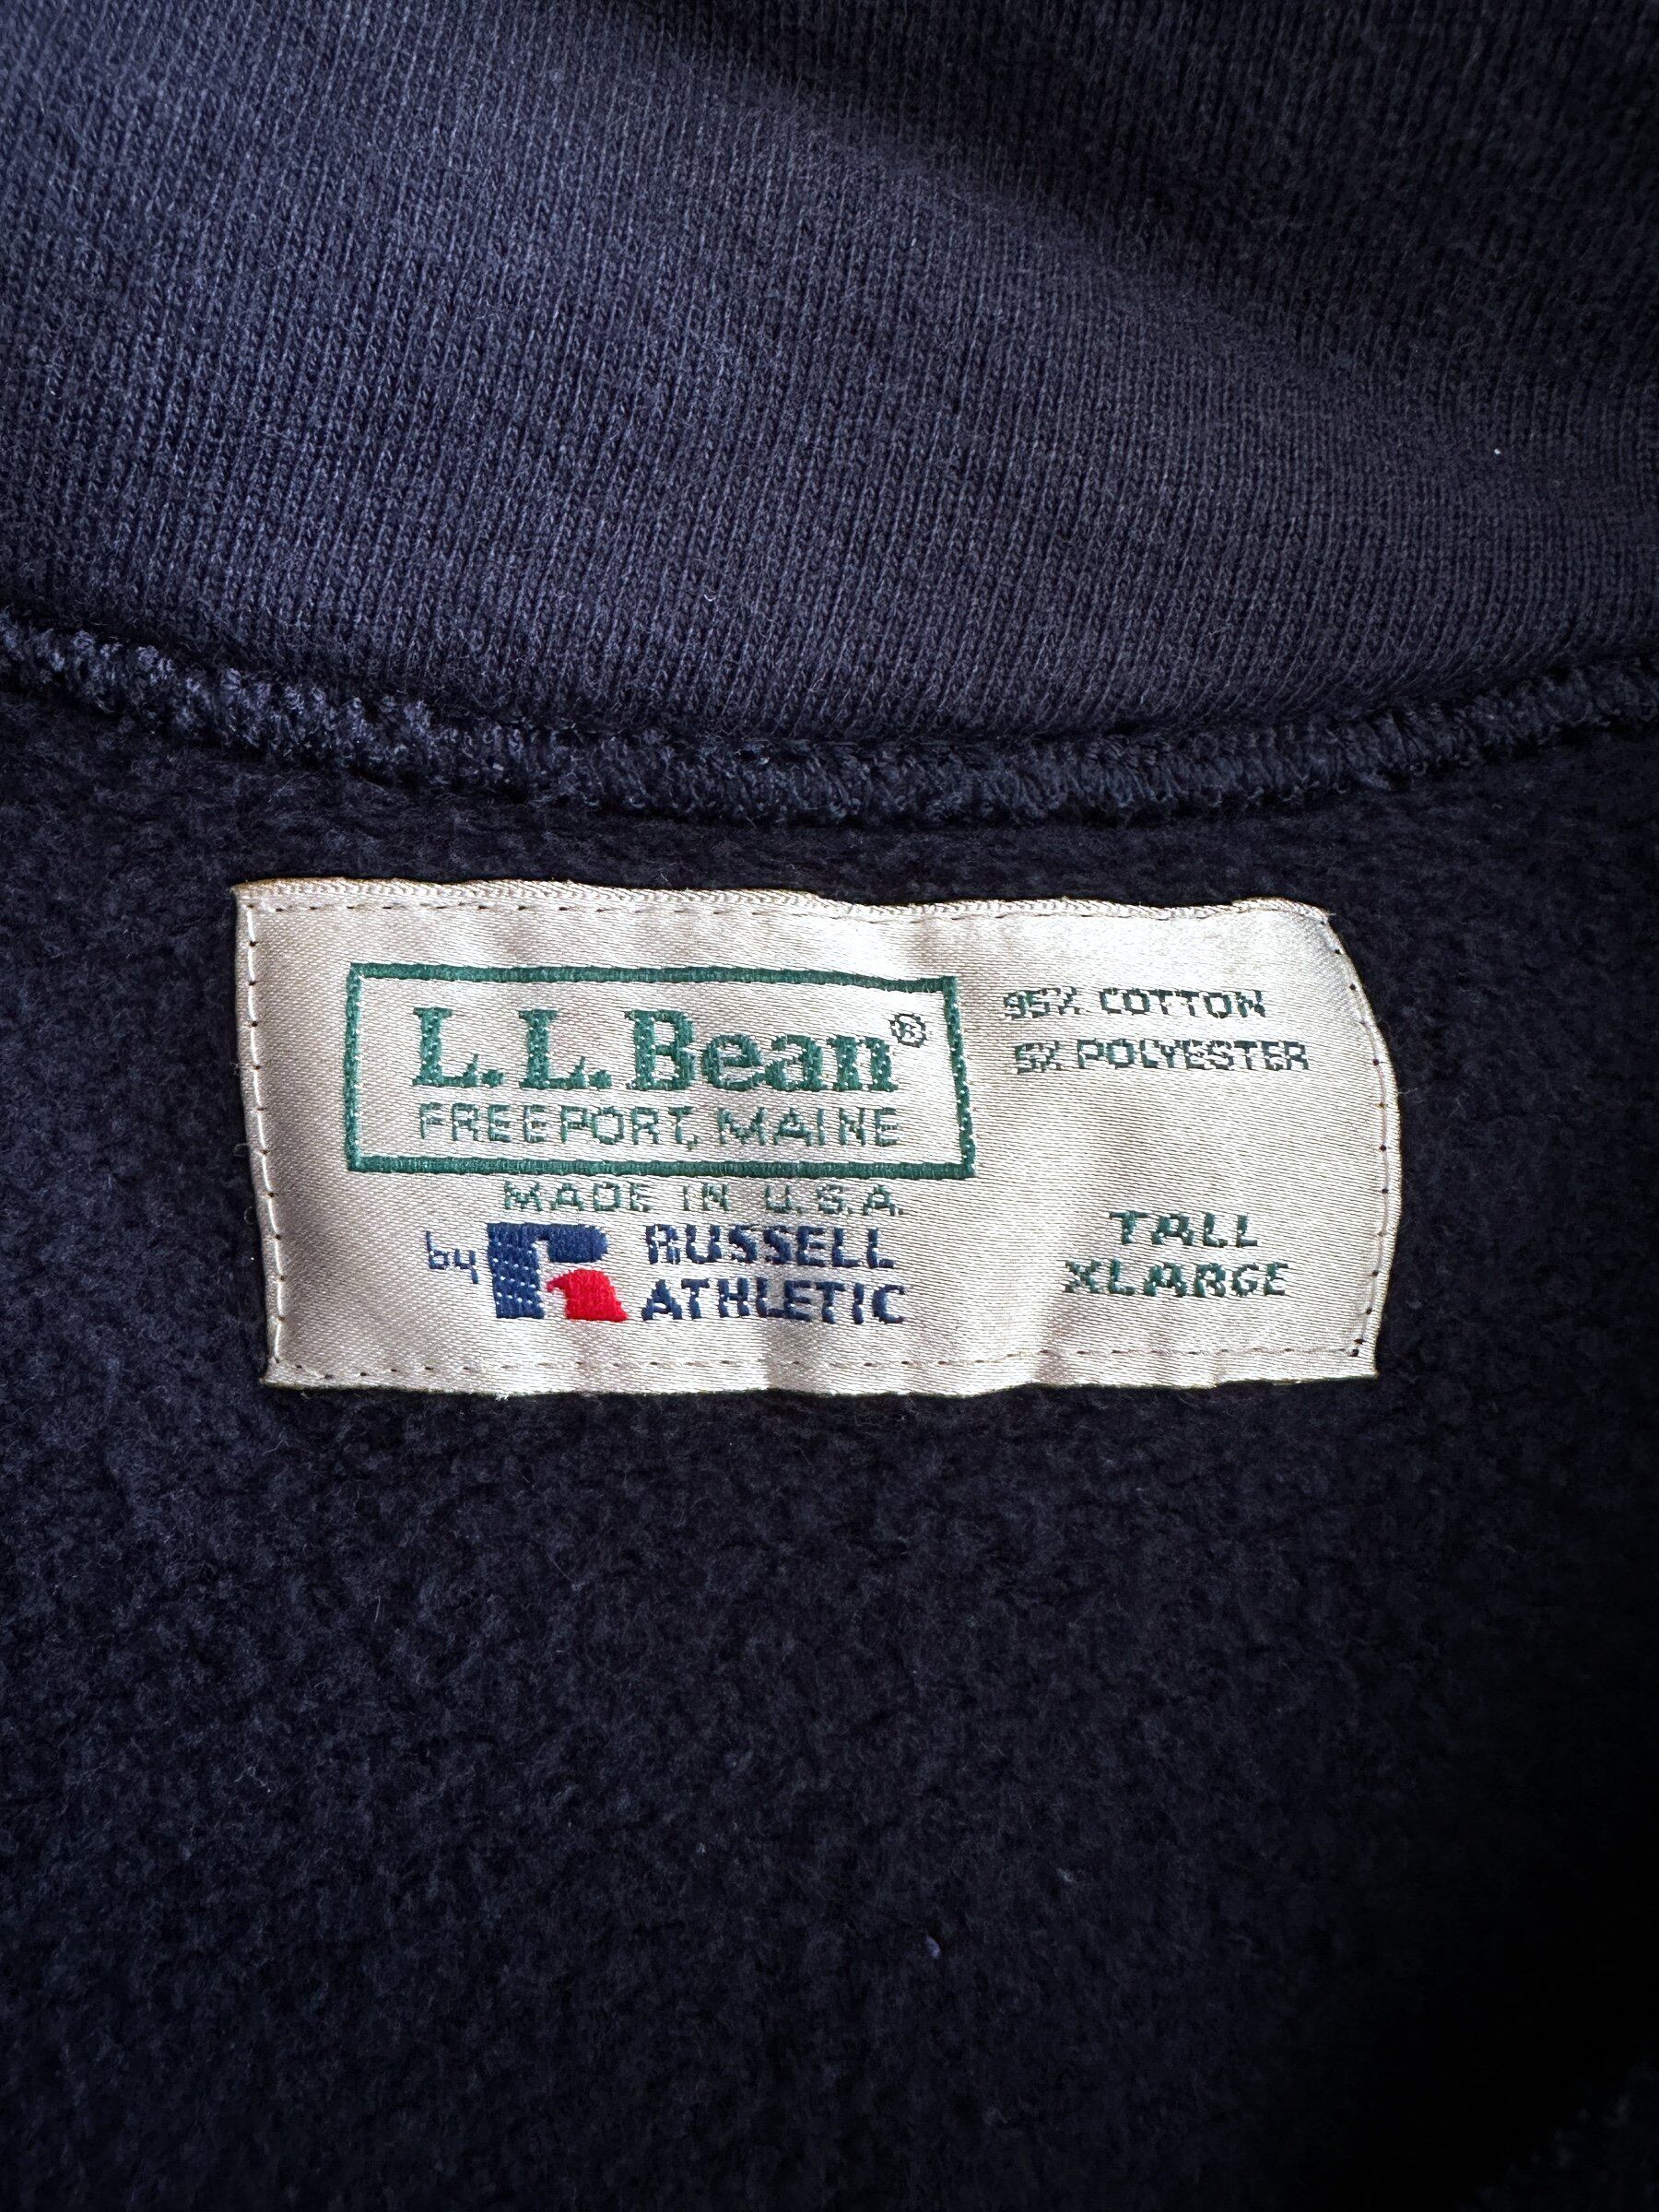 L.L.Bean®
FREEPORT, MAINE
MADE IN U.S.A.
by RUSSELL
ATHLETIC
95% COTTON
5% POLYESTER
TALL
XLARGE